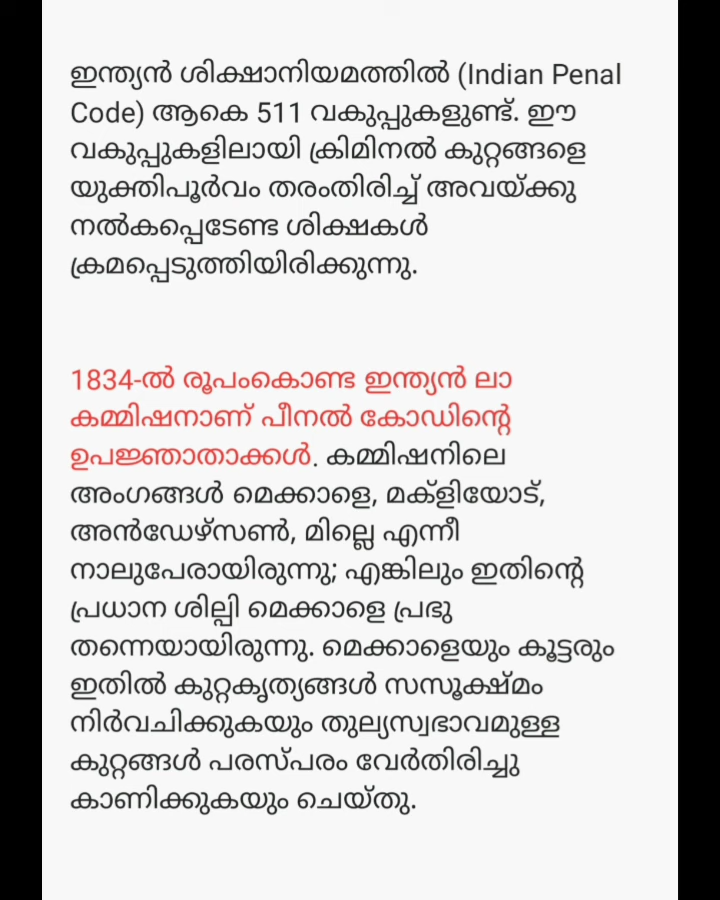 ഇന്ത്യൻ ശിക്ഷാനിയമത്തിൽ (Indian Penal
Code) ആകെ 511 വകുപ്പുകളുണ്ട്. ഈ
വകുപ്പുകളിലായി ക്രിമിനൽ കുറ്റങ്ങളെ
യുക്തിപൂർവം തരംതിരിച്ച് അവയ്ക്കു
നൽകപ്പെടേണ്ട ശിക്ഷകൾ
ക്രമപ്പെടുത്തിയിരിക്കുന്നു.
1834-ൽ രൂപംകൊണ്ട ഇന്ത്യൻ ലാ
കമ്മിഷനാണ് പീനൽ കോഡിന്റെ
ഉപജ്ഞാതാക്കൾ. കമ്മിഷനിലെ
അംഗങ്ങൾ മെക്കാളെ, മക്ളിയോട്,
അൻഡേഴ്സൺ, മില്ലെ എന്നീ
നാലുപേരായിരുന്നു; എങ്കിലും ഇതിന്റെ
പ്രധാന ശില്പി മെക്കാളെ പ്രഭു
തന്നെയായിരുന്നു. മെക്കാളെയും കൂട്ടരും
ഇതിൽ കുറ്റകൃത്യങ്ങൾ സസൂക്ഷ്മം
നിർവചിക്കുകയും തുല്യസ്വഭാവമുള്ള
കുറ്റങ്ങൾ പരസ്പരം വേർതിരിച്ചു
കാണിക്കുകയും ചെയ്തു.